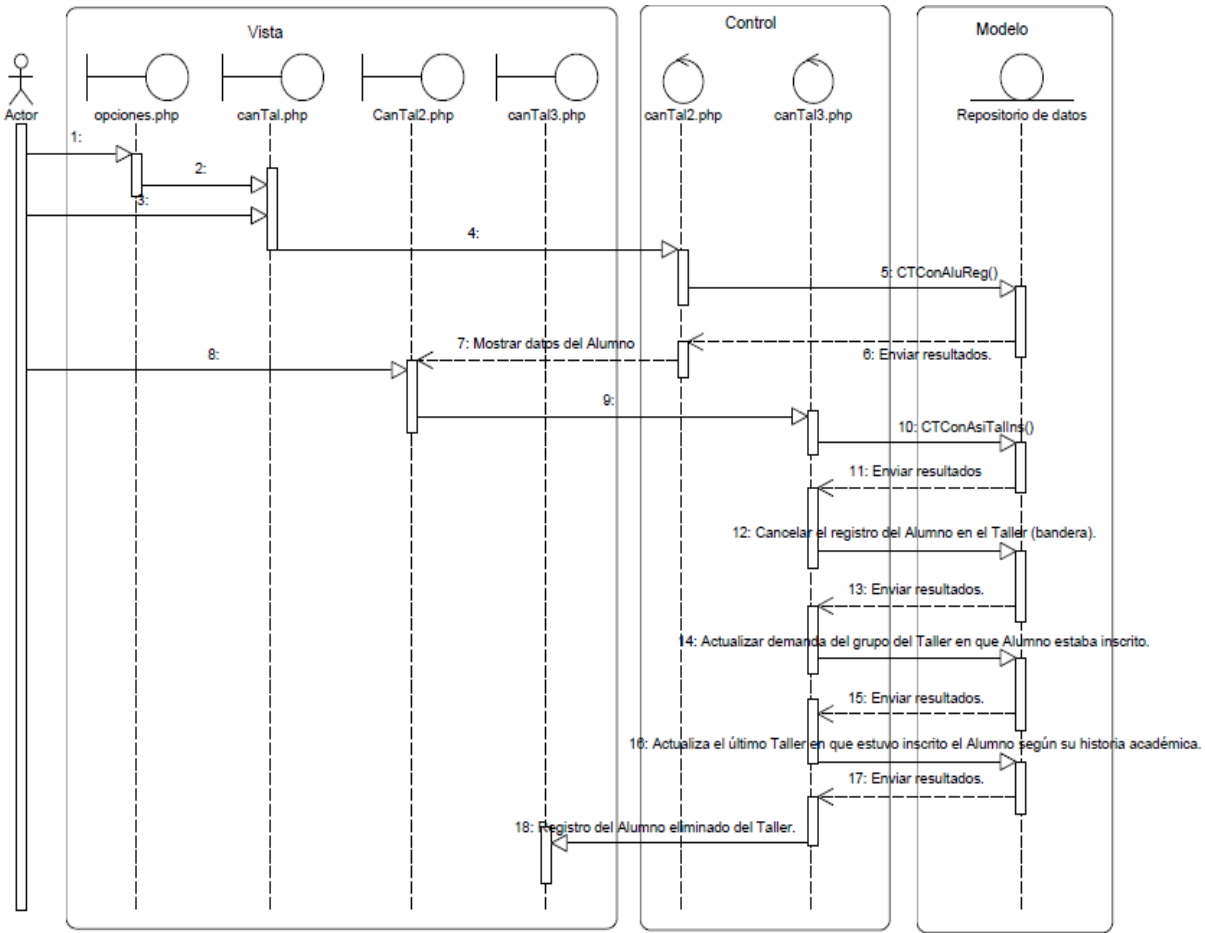 Vista
Control
Modelo
Actor
opciones.php
canTal.php
CanTal2.php
canTal3.php
canTal2.php
canTal3.php
Repositorio de datos
1:
2:
3:
4:
5: CTConAluReg()
6: Enviar resultados.
7: Mostrar datos del Alumno
8:
9:
10: CTConAsiTalIns()
11: Enviar resultados
12: Cancelar el registro del Alumno en el Taller (bandera).
13: Enviar resultados.
14: Actualizar demanda del grupo del Taller en que Alumno estaba inscrito.
15: Enviar resultados.
16: Actualiza el último Taller en que estuvo inscrito el Alumno según su historia académica.
17: Enviar resultados.
18: Registro del Alumno eliminado del Taller.